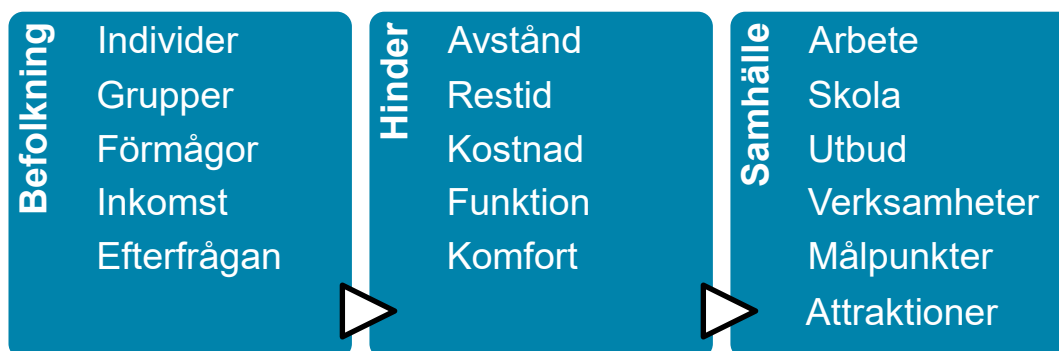 Befolkning
Individer
Grupper
Förmågor
Inkomst
Efterfrågan
Hinder
Avstånd
Restid
Kostnad
Funktion
Komfort
Samhälle
Arbete
Skola
Utbud
Verksamheter
Målpunkter
Attraktioner